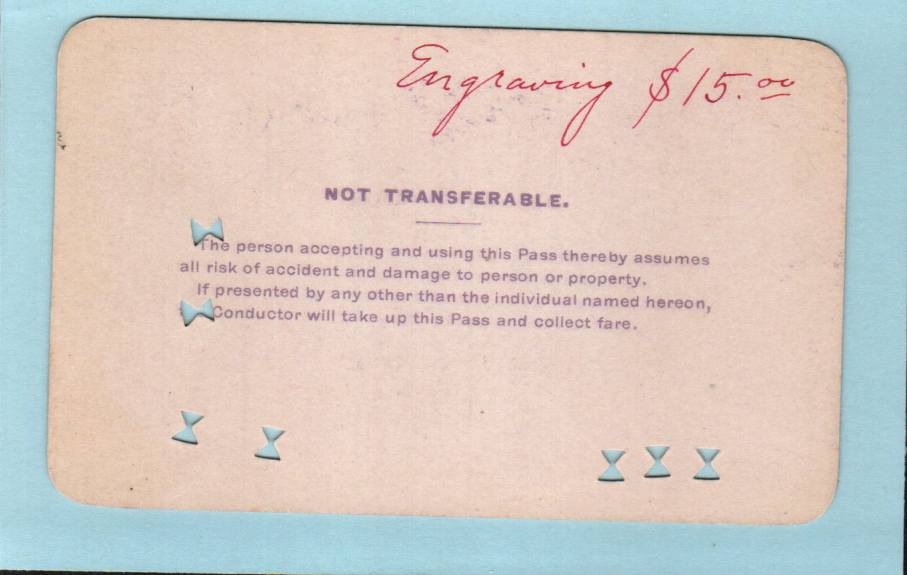 Engraving $15.00
NOT TRANSFERABLE.
The person accepting and using this Pass thereby assumes
all risk of accident and damage to person or property.
If presented by any other than the individual named hereon,
Conductor will take up this Pass and collect fare.